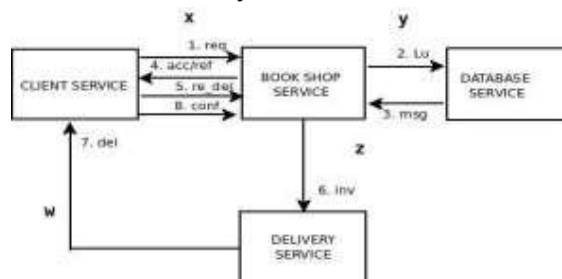 x
y
1. req
4. acc/ref
2. Lu
CLIENT SERVICE
BOOK SHOP
SERVICE
DATABASE
SERVICE
5. re_del
8. conf
3. msg
7. del
z
6. inv
w
DELIVERY
SERVICE